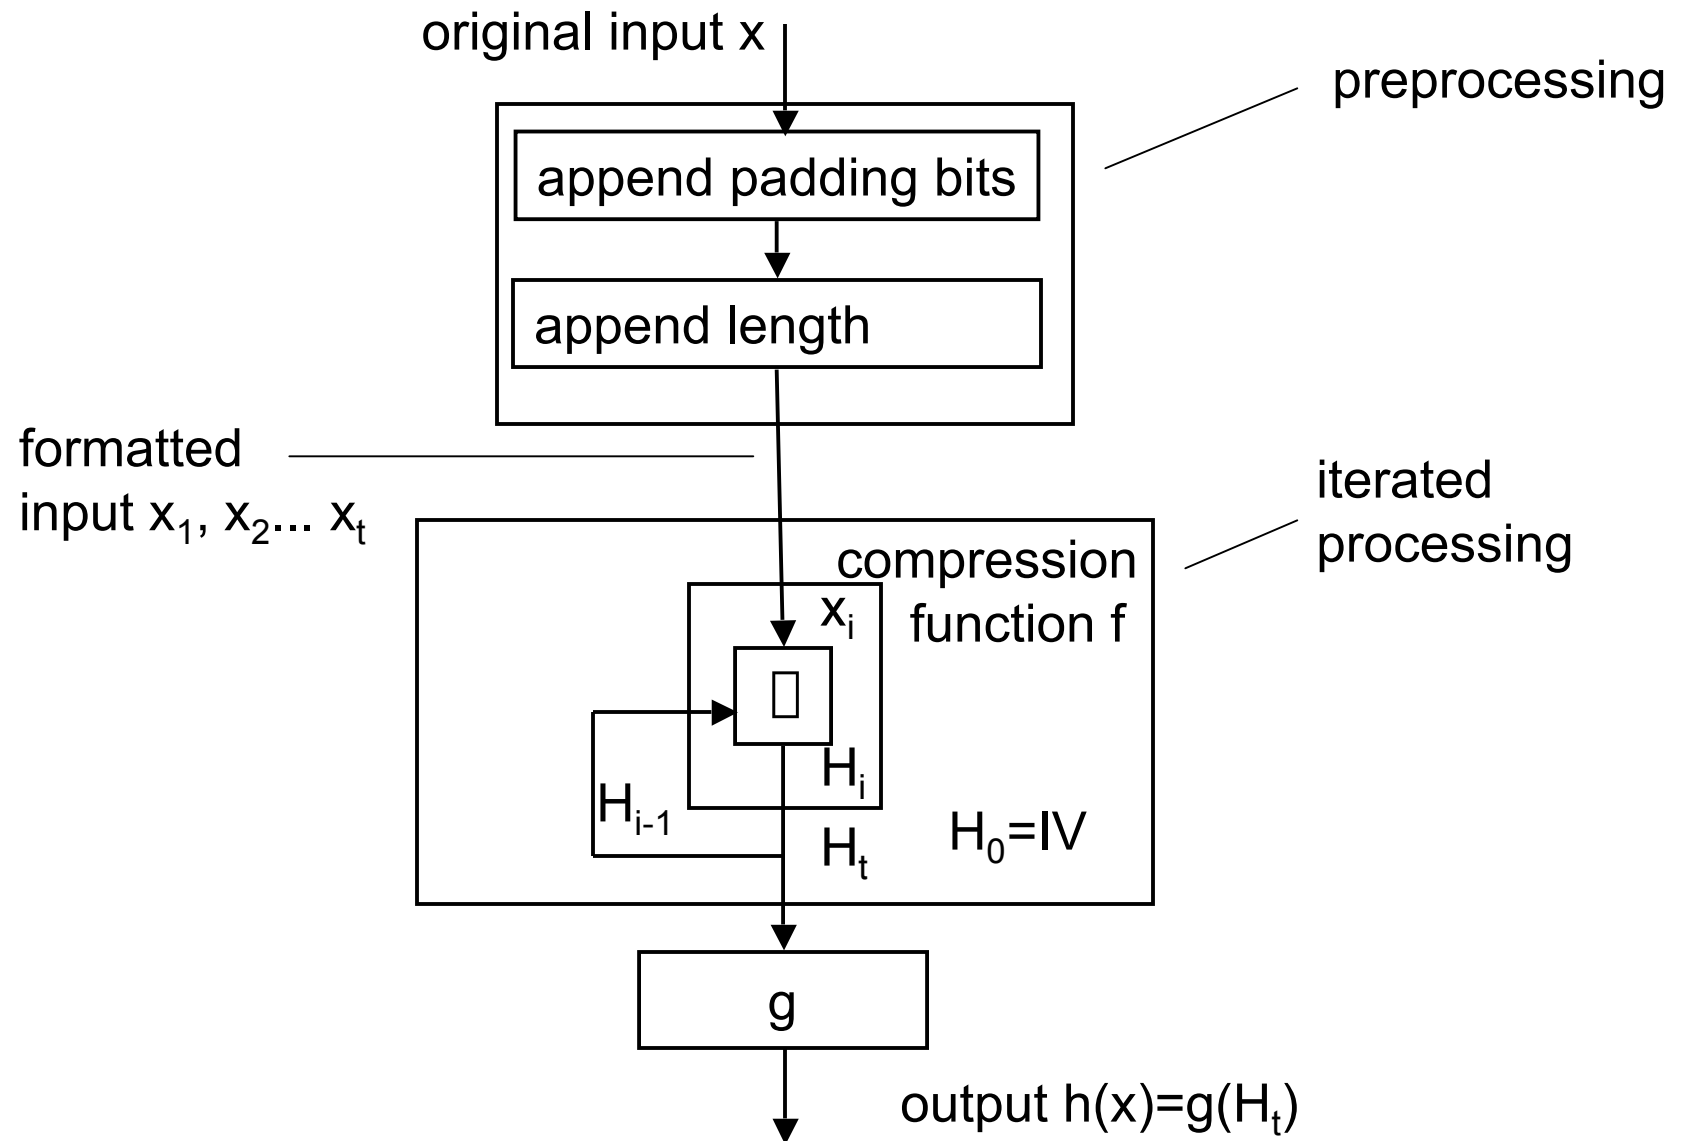 original input x
preprocessing
append padding bits
append length
formatted
input x₁, x₂... xₜ
iterated
processing
compression
function f
xᵢ
Hᵢ
Hᵢ₋₁
Hₜ
H₀=IV
g
output h(x)=g(Hₜ)